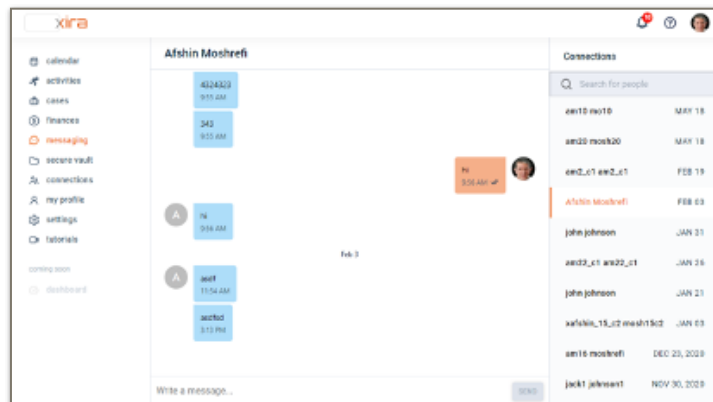 xira
calendar
activities
cases
finances
messaging
secure vault
connections
my profile
settings
tutorials
coming soon
dashboard
Afshin Moshrefi
4324323
9:55 AM
343
9:55 AM
hi
9:56 AM
A
hi
9:56 AM
Feb 3
A
asdf
11:54 AM
asdfsd
3:13 PM
Write a message...
SEND
Connections
Search for people
am10 mo10 MAY 18
am20 mosh20 MAY 18
am2_c1 am2_c1 FEB 19
Afshin Moshrefi FEB 03
john johnson JAN 31
am22_c1 am22_c1 JAN 26
john johnson JAN 21
xafshin_15_c2 mosh15c2 JAN 03
am16 moshrefi DEC 23, 2020
jack1 johnson1 NOV 30, 2020